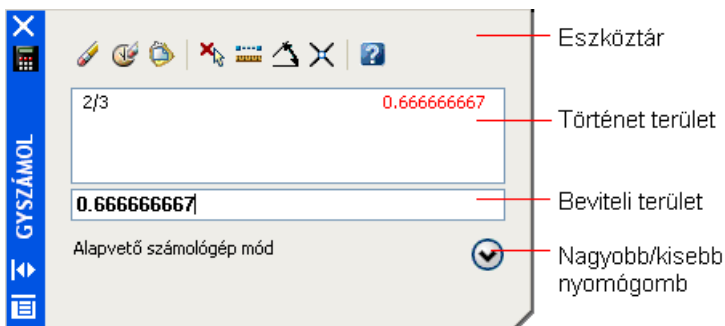 GYSZÁMOL
2/3 0.666666667
0.666666667
Alapvető számológép mód
Eszköztár
Történet terület
Beviteli terület
Nagyobb/kisebb
nyomógomb